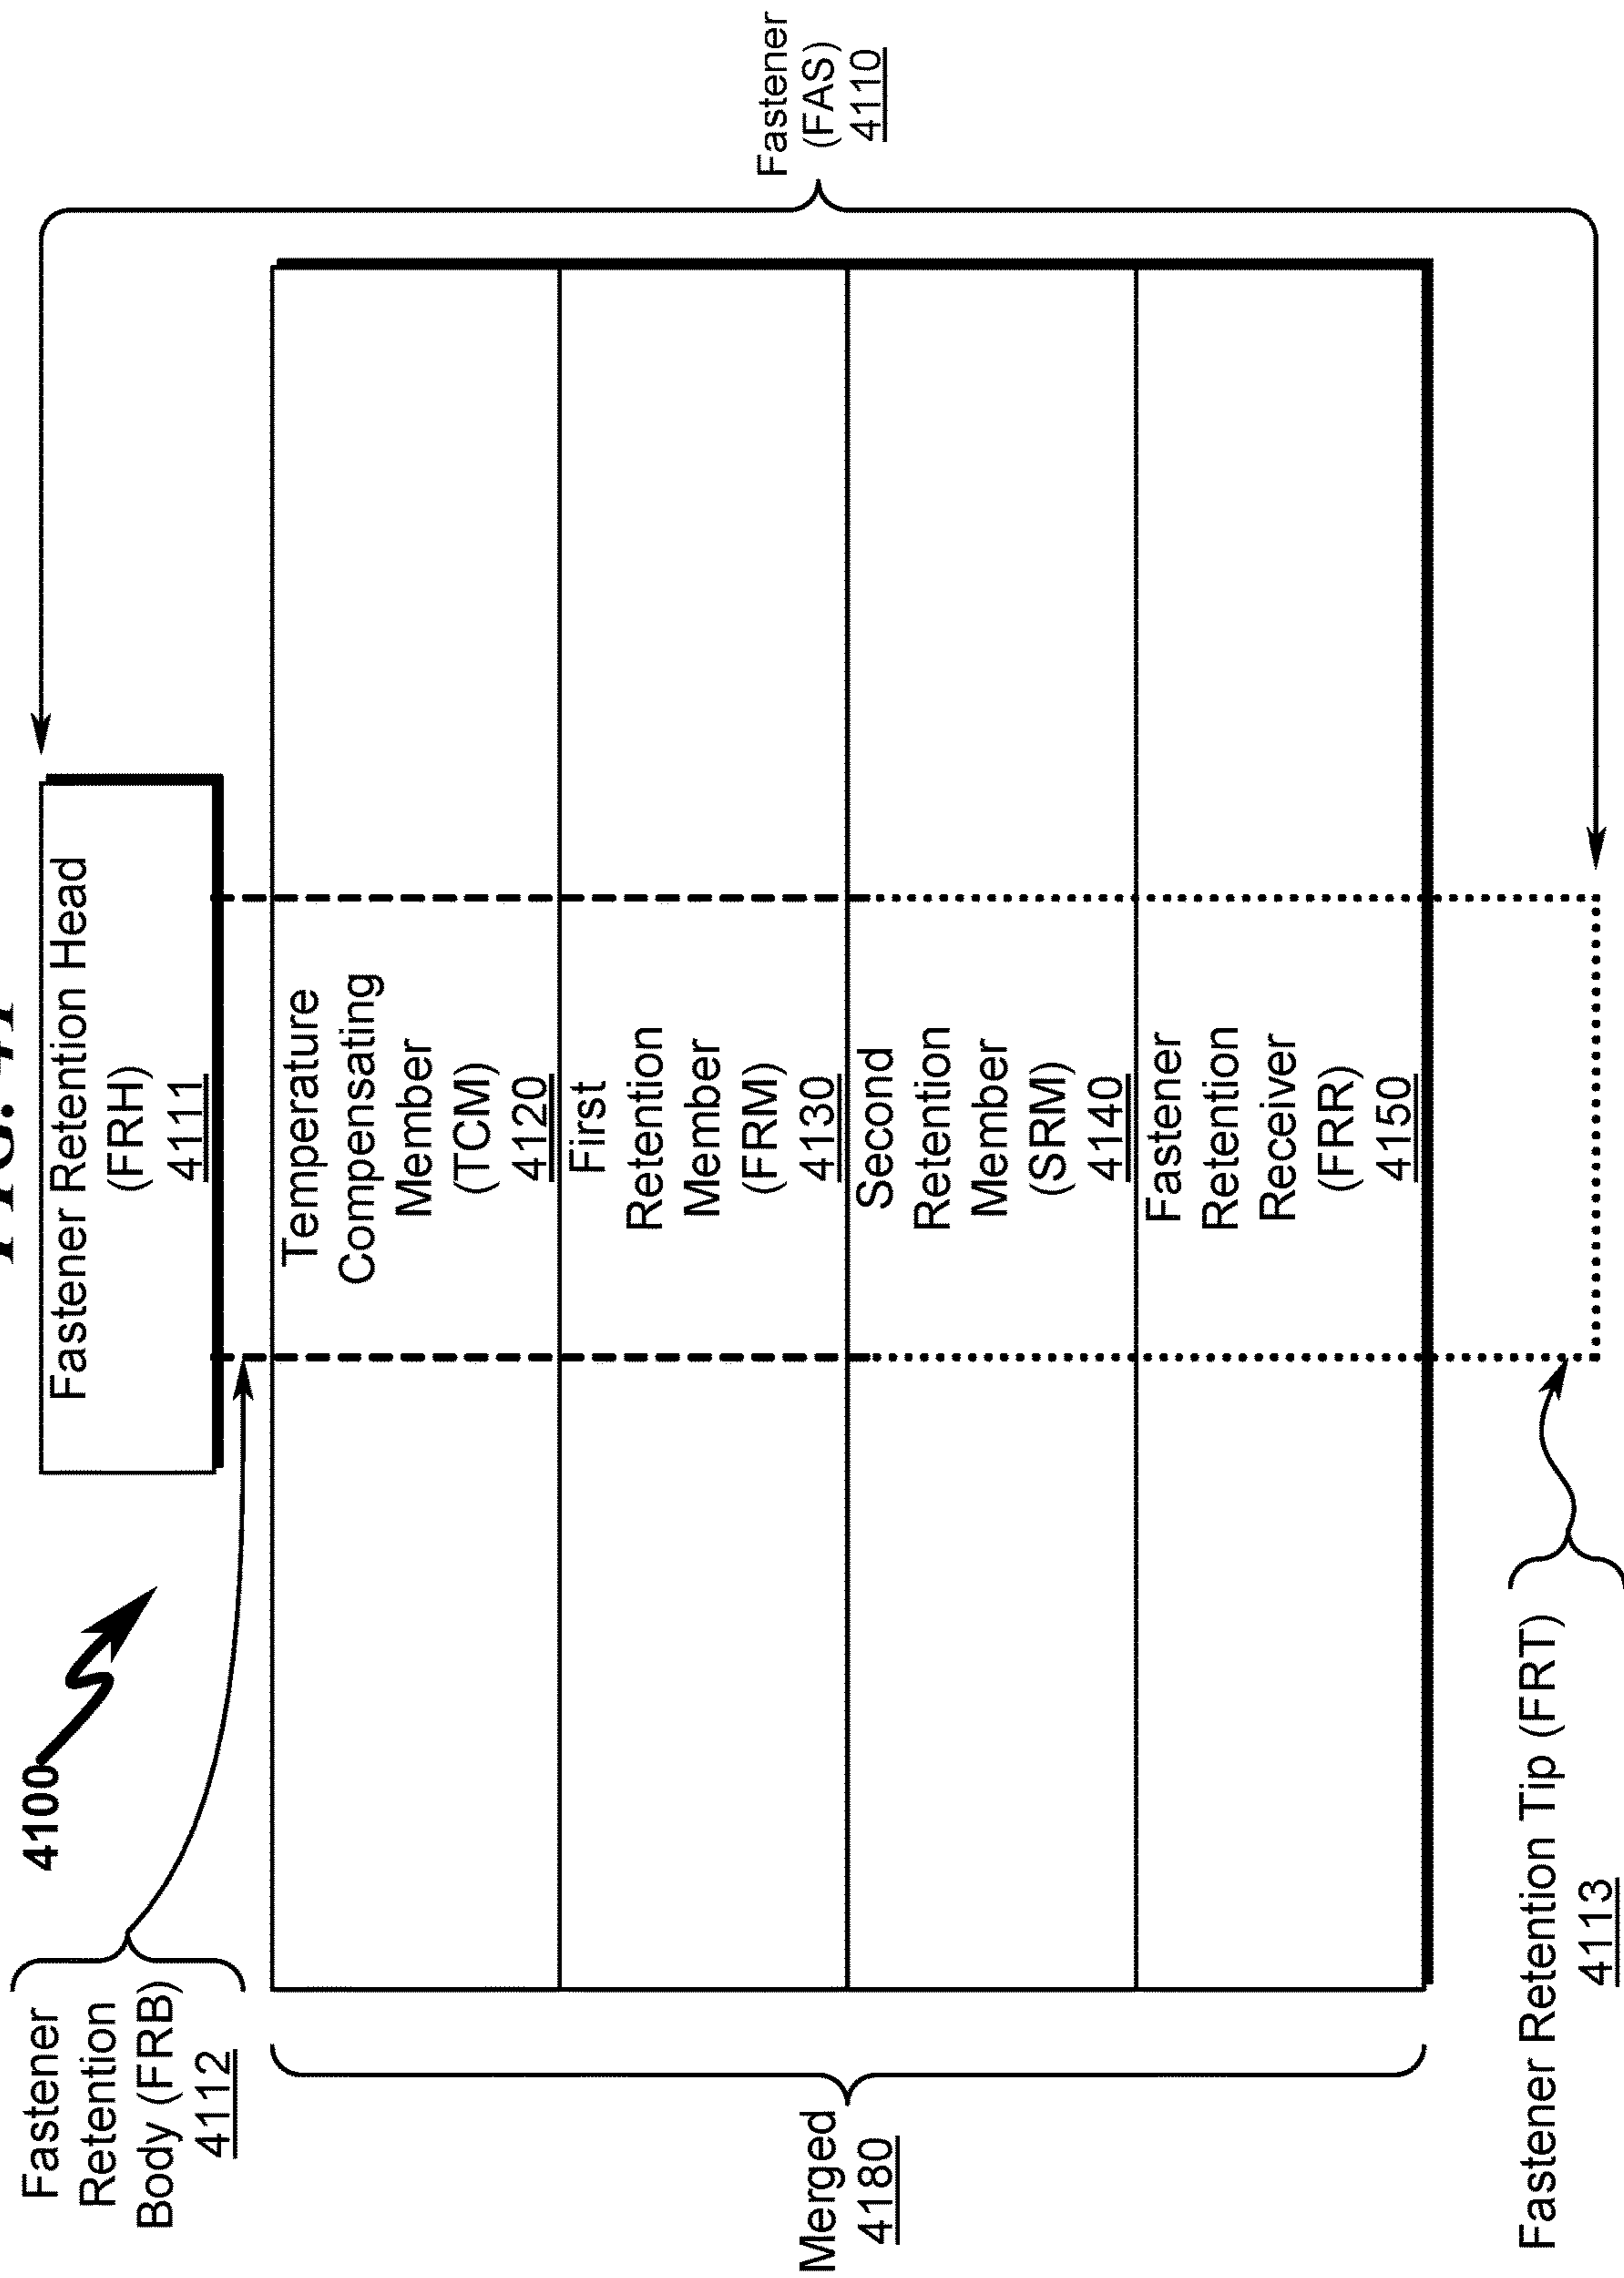 FIG. 41
4100
Fastener
Retention
Body (FRB)
4112
Fastener Retention Head
(FRH)
4111
Temperature
Compensating
Member
(TCM)
4120
First
Retention
Member
(FRM)
4130
Second
Retention
Member
(SRM)
4140
Fastener
Retention
Receiver
(FRR)
4150
Merged
4180
Fastener
(FAS)
4110
Fastener Retention Tip (FRT)
4113